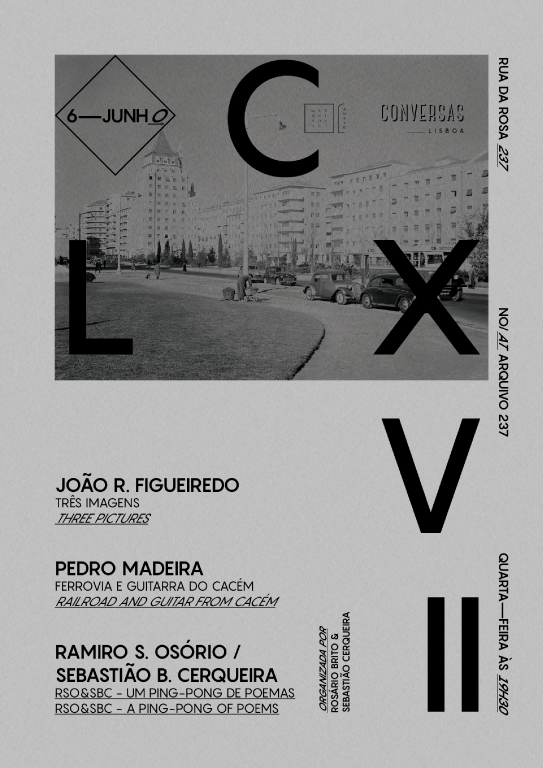 6—JUNHO
C
CONVERSAS
LISBOA
L
X
V
II
RUA DA ROSA 237
NO/AT ARQUIVO 237
QUARTA—FEIRA ÀS 19H30
JOÃO R. FIGUEIREDO
TRÊS IMAGENS
THREE PICTURES
PEDRO MADEIRA
FERROVIA E GUITARRA DO CACÉM
RAILROAD AND GUITAR FROM CACÉM
RAMIRO S. OSÓRIO /
SEBASTIÃO B. CERQUEIRA
RSO&SBC - UM PING-PONG DE POEMAS
RSO&SBC - A PING-PONG OF POEMS
ORGANIZADA POR
ROSÁRIO BRITO &
SEBASTIÃO CERQUEIRA